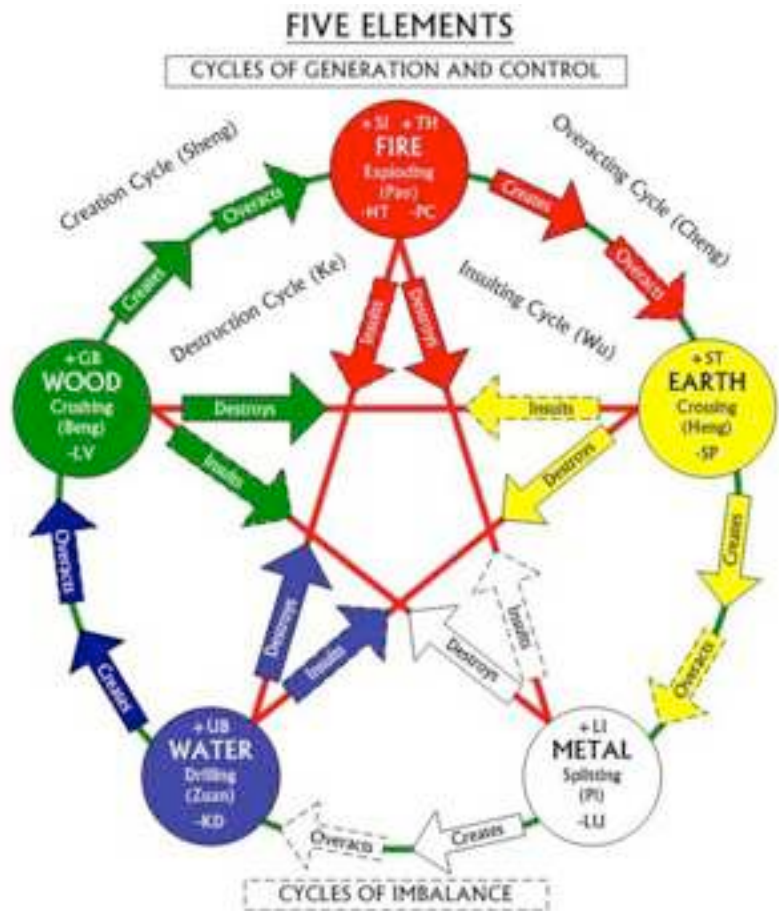 FIVE ELEMENTS
CYCLES OF GENERATION AND CONTROL
Creation Cycle (Sheng)
Overacting Cycle (Cheng)
Destruction Cycle (Ke)
Insulting Cycle (Wu)
+SI +TH
FIRE
Exploding
(Pao)
-HT -PC
Creates
Overacts
Insults
Destroys
+GB
WOOD
Crushing
(Beng)
-LV
Creates
Overacts
Destroys
Insults
+ST
EARTH
Crossing
(Heng)
-SP
Insults
Destroys
Creates
Overacts
+UB
WATER
Drilling
(Zuan)
-KD
Creates
Overacts
Destroys
Insults
+LI
METAL
Splitting
(Pi)
-LU
Destroys
Insults
Creates
Overacts
CYCLES OF IMBALANCE